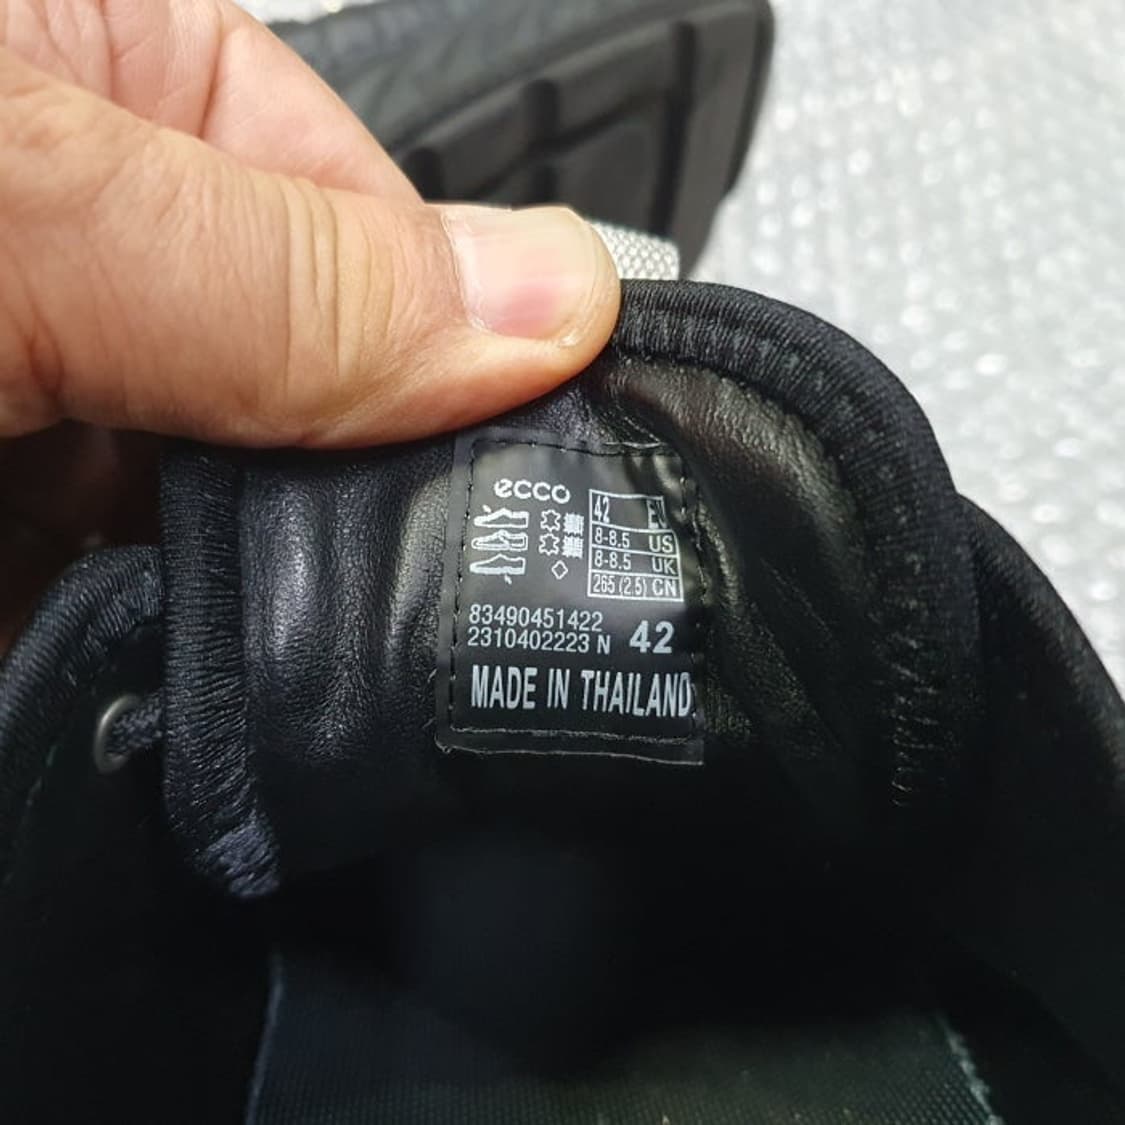 ecco
42 EU
8-8.5 US
8-8.5 UK
265 (2.5) CN
83490451422
2310402223 N 42
MADE IN THAILAND